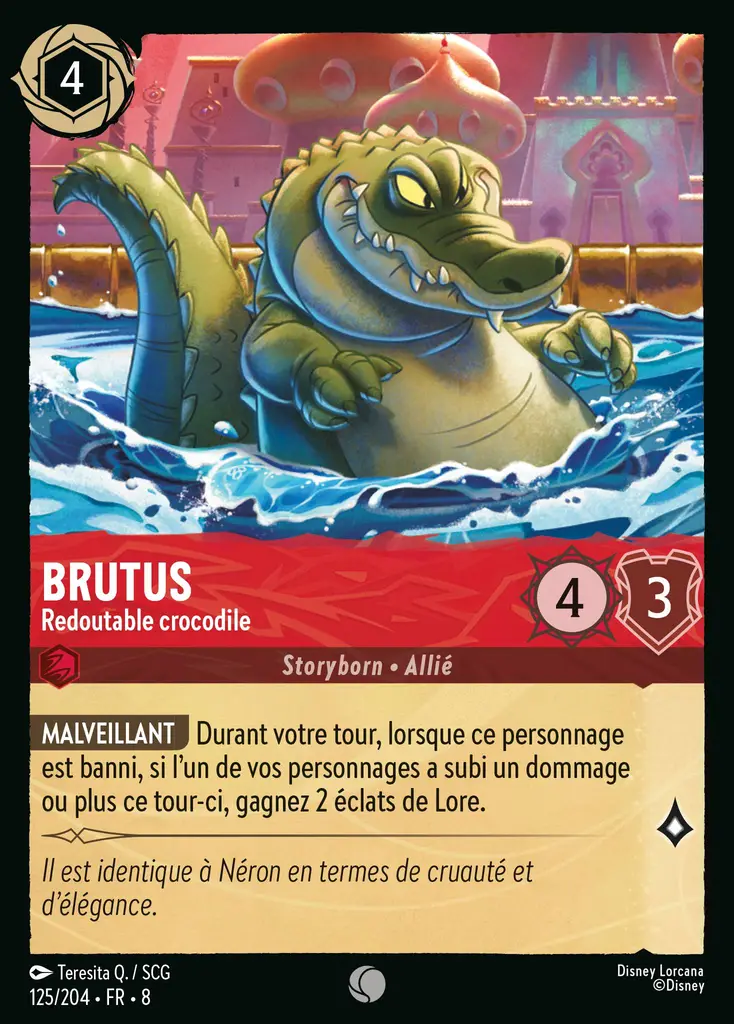 4
BRUTUS
Redoutable crocodile
4
3
Storyborn • Allié
MALVEILLANT Durant votre tour, lorsque ce personnage
est banni, si l'un de vos personnages a subi un dommage
ou plus ce tour-ci, gagnez 2 éclats de Lore.
Il est identique à Néron en termes de cruauté et
d'élégance.
Teresita Q. / SCG
125/204 • FR • 8
Disney Lorcana
©Disney